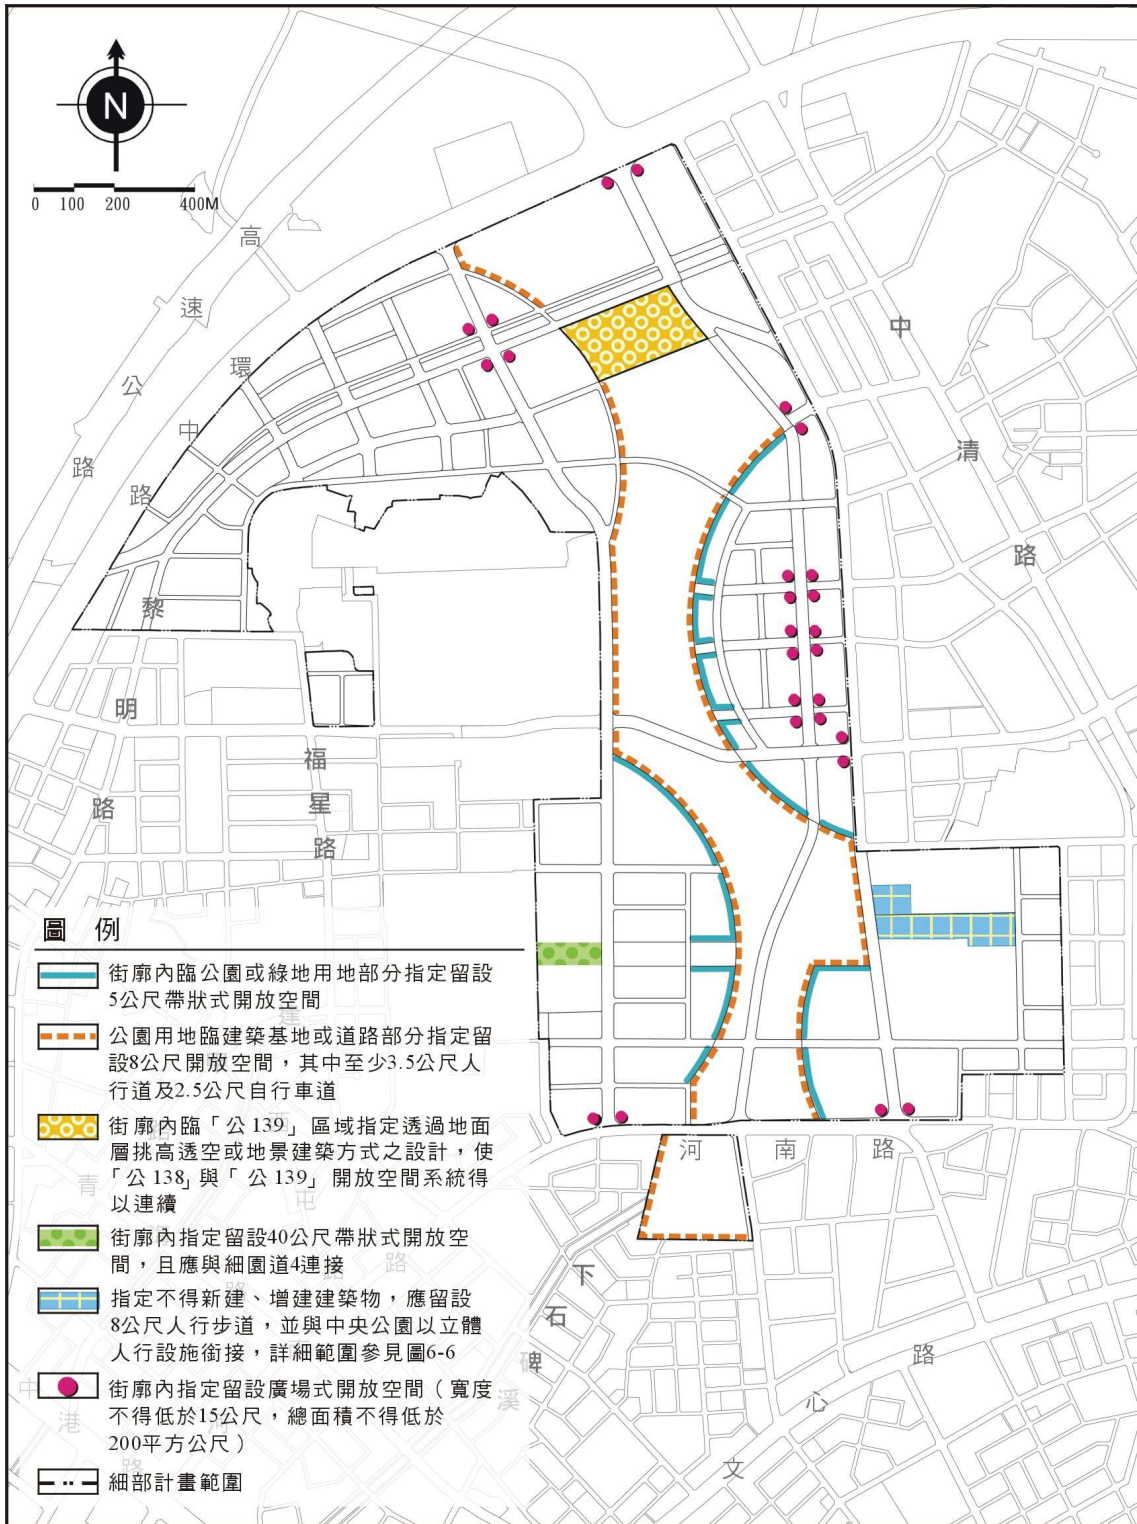 N
0 100 200 400M
高
速
公
路
環
中
路
中
清
路
黎
明
路
福
星
路
圖 例
街廓內臨公園或綠地用地部分指定留設
5公尺帶狀式開放空間
公園用地臨建築基地或道路部分指定留
設8公尺開放空間，其中至少3.5公尺人
行道及2.5公尺自行車道
街廓內臨「公139」區域指定透過地面
層挑高透空或地景建築方式之設計，使
「公138」與「公139」開放空間系統得
以連續
街廓內指定留設40公尺帶狀式開放空
間，且應與細園道4連接
指定不得新建、增建建築物，應留設
8公尺人行步道，並與中央公園以立體
人行設施銜接，詳細範圍參見圖6-6
街廓內指定留設廣場式開放空間（寬度
不得低於15公尺，總面積不得低於
200平方公尺）
細部計畫範圍
河 南 路
下
石
碑
溪
路
心
文
西
屯
路
青
中
港
路